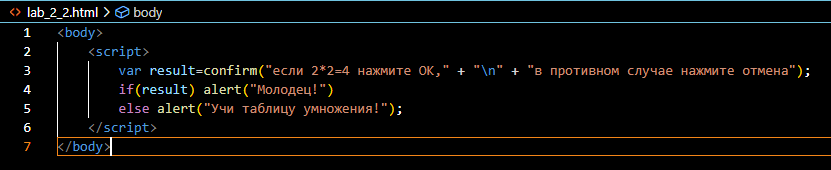 lab_2_2.html > body
1 <body>
2 <script>
3 var result=confirm("если 2*2=4 нажмите ОК," + "\n" + "в противном случае нажмите отмена");
4 if(result) alert("Молодец!")
5 else alert("Учи таблицу умножения!");
6 </script>
7 </body>